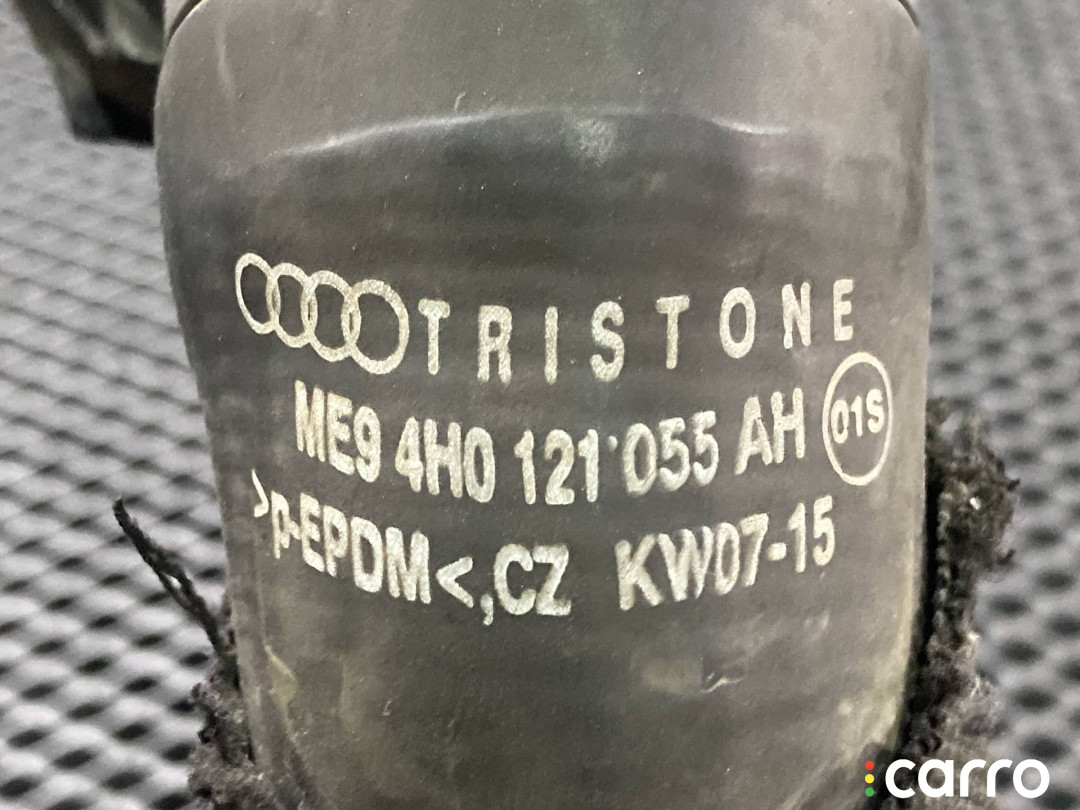 TRISTONE
ME9 4H0 121 055 AH 01S
>p-EPDM<,CZ KW07-15
carro